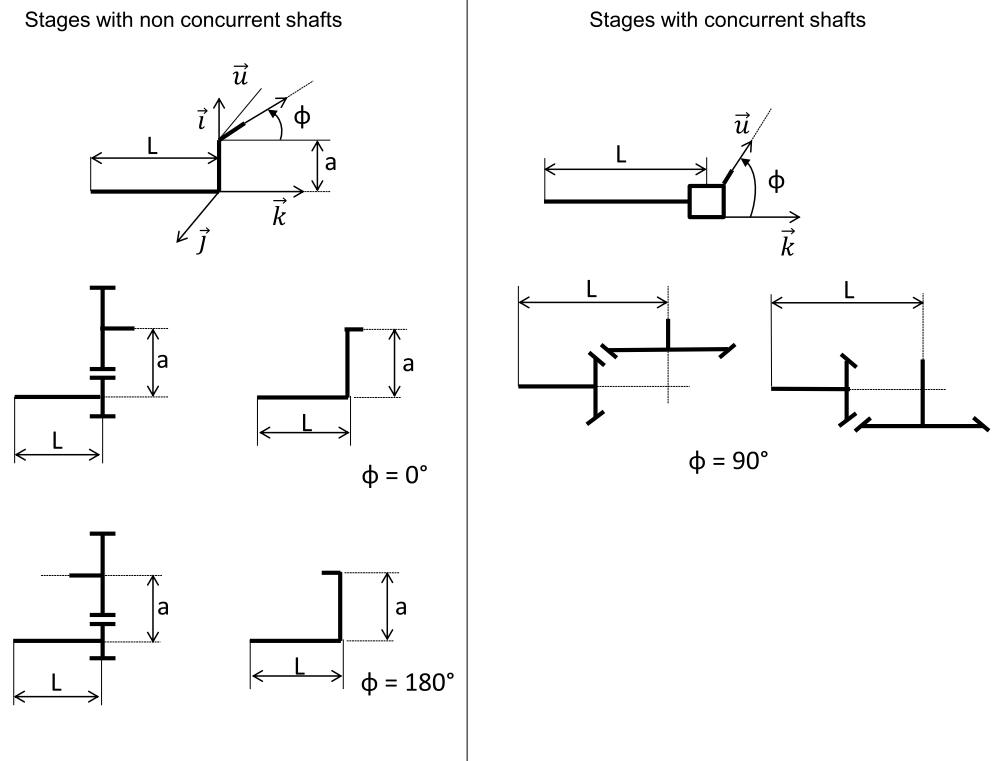 Stages with non concurrent shafts
u⃗
i⃗
ϕ
L
a
k⃗
J⃗
a
L
a
L
ϕ = 0°
a
L
a
L
ϕ = 180°
Stages with concurrent shafts
u⃗
L
ϕ
k⃗
L
L
ϕ = 90°